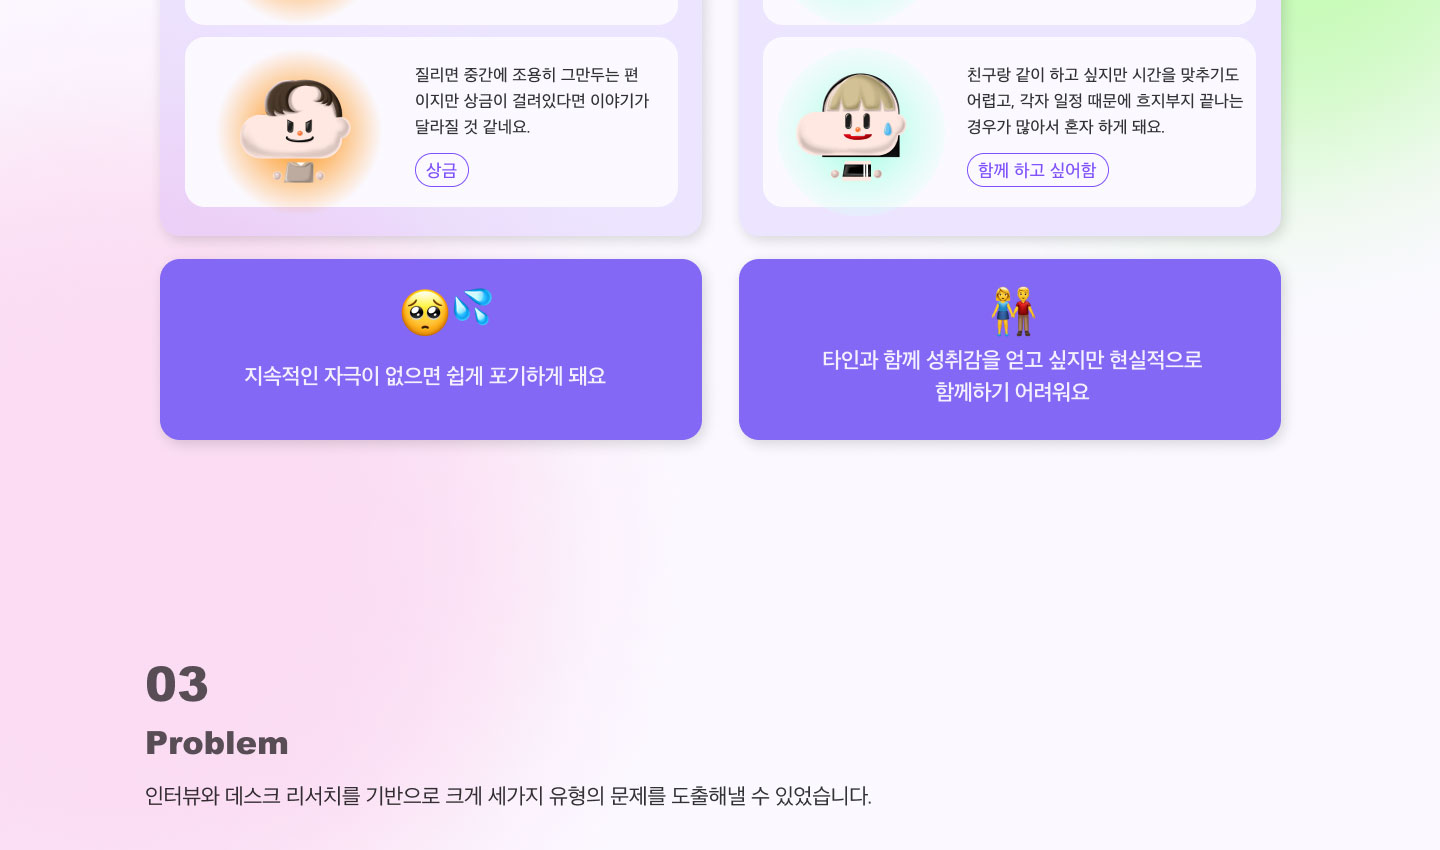 질리면 중간에 조용히 그만두는 편
이지만 상금이 걸려있다면 이야기가
달라질 것 같네요.
상금
친구랑 같이 하고 싶지만 시간을 맞추기도
어렵고, 각자 일정 때문에 흐지부지 끝나는
경우가 많아서 혼자 하게 돼요.
함께 하고 싶어함
지속적인 자극이 없으면 쉽게 포기하게 돼요
타인과 함께 성취감을 얻고 싶지만 현실적으로
함께하기 어려워요
03
Problem
인터뷰와 데스크 리서치를 기반으로 크게 세가지 유형의 문제를 도출해낼 수 있었습니다.